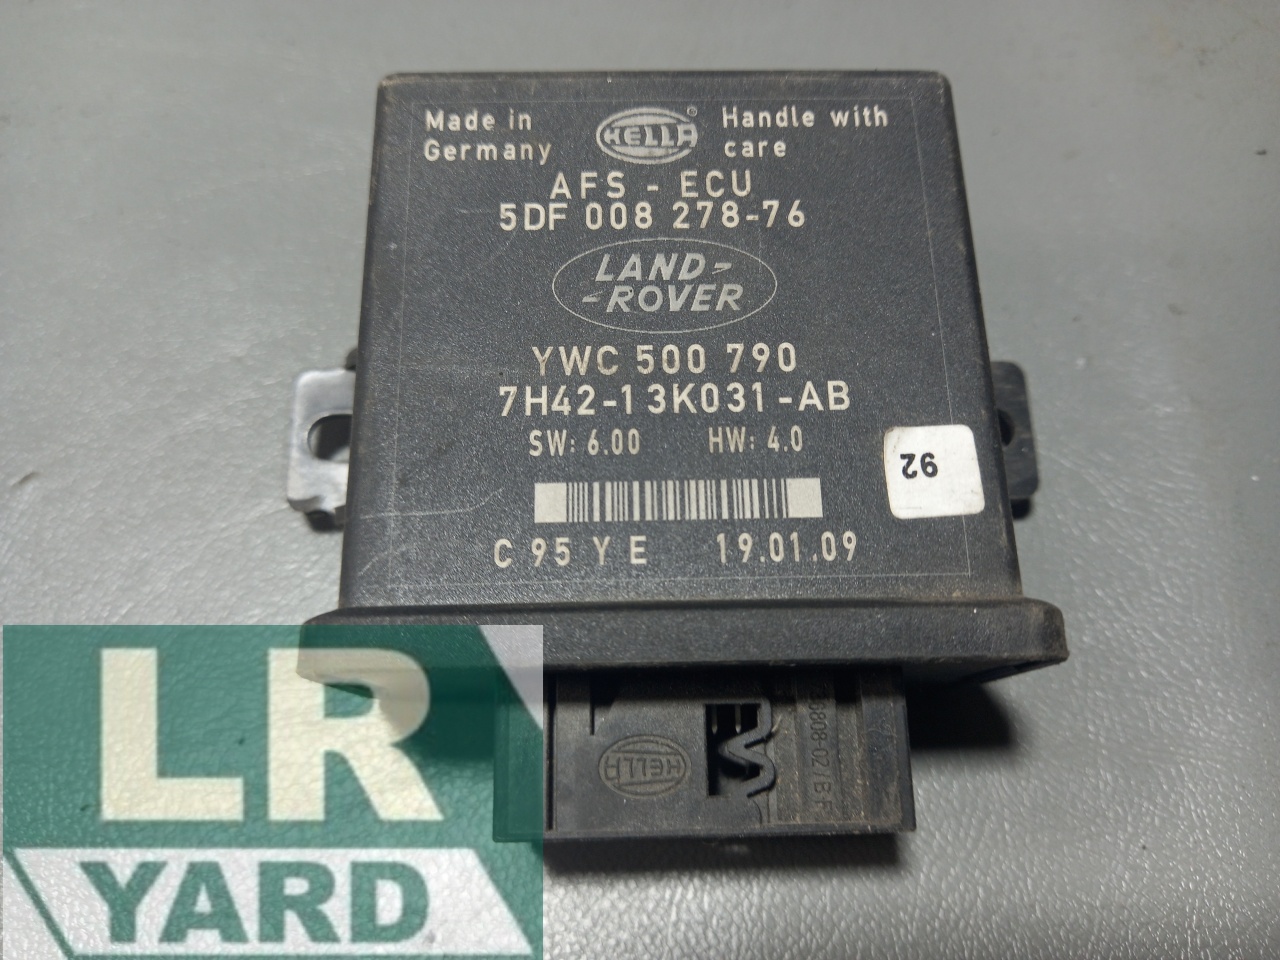 Made in Germany
HELLA
Handle with care
AFS - ECU
5DF 008 278-76
LAND-
-ROVER
YWC 500 790
7H42-13K031-AB
SW: 6.00 HW: 4.0
92
C 95 Y E 19.01.09
HELLA
LR
YARD